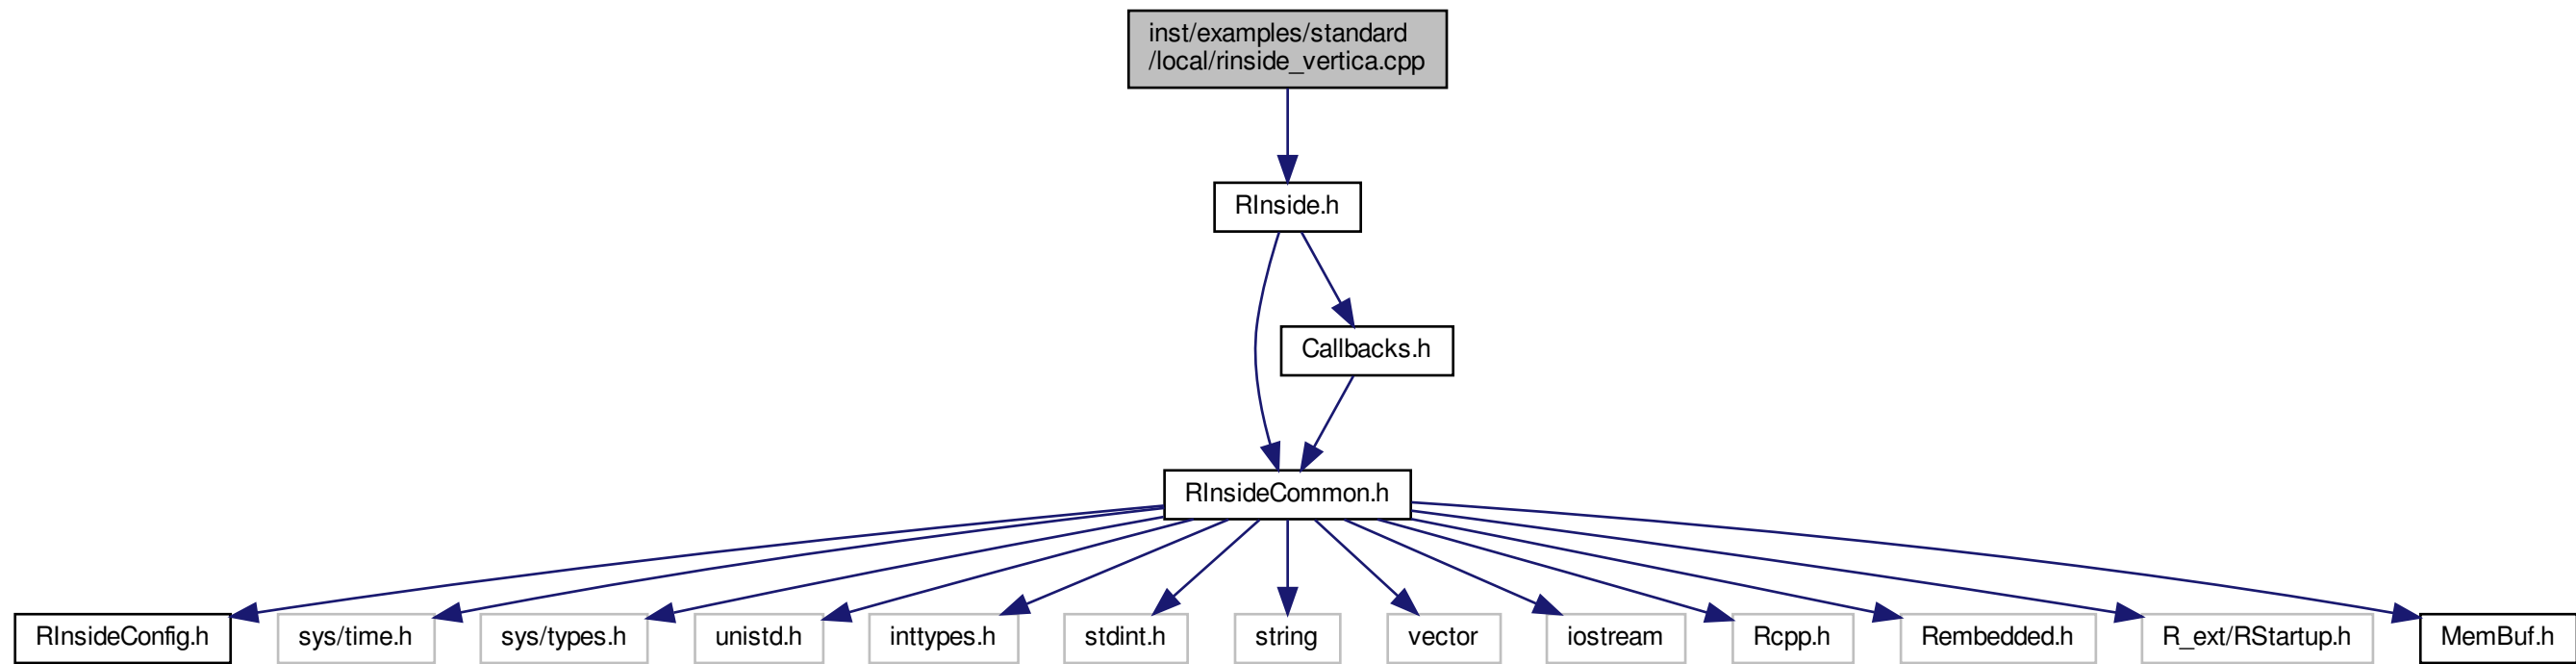 inst/examples/standard
/local/rinside_vertica.cpp
RInside.h
Callbacks.h
RInsideCommon.h
RInsideConfig.h
sys/time.h
sys/types.h
unistd.h
inttypes.h
stdint.h
string
vector
iostream
Rcpp.h
Rembedded.h
R_ext/RStartup.h
MemBuf.h